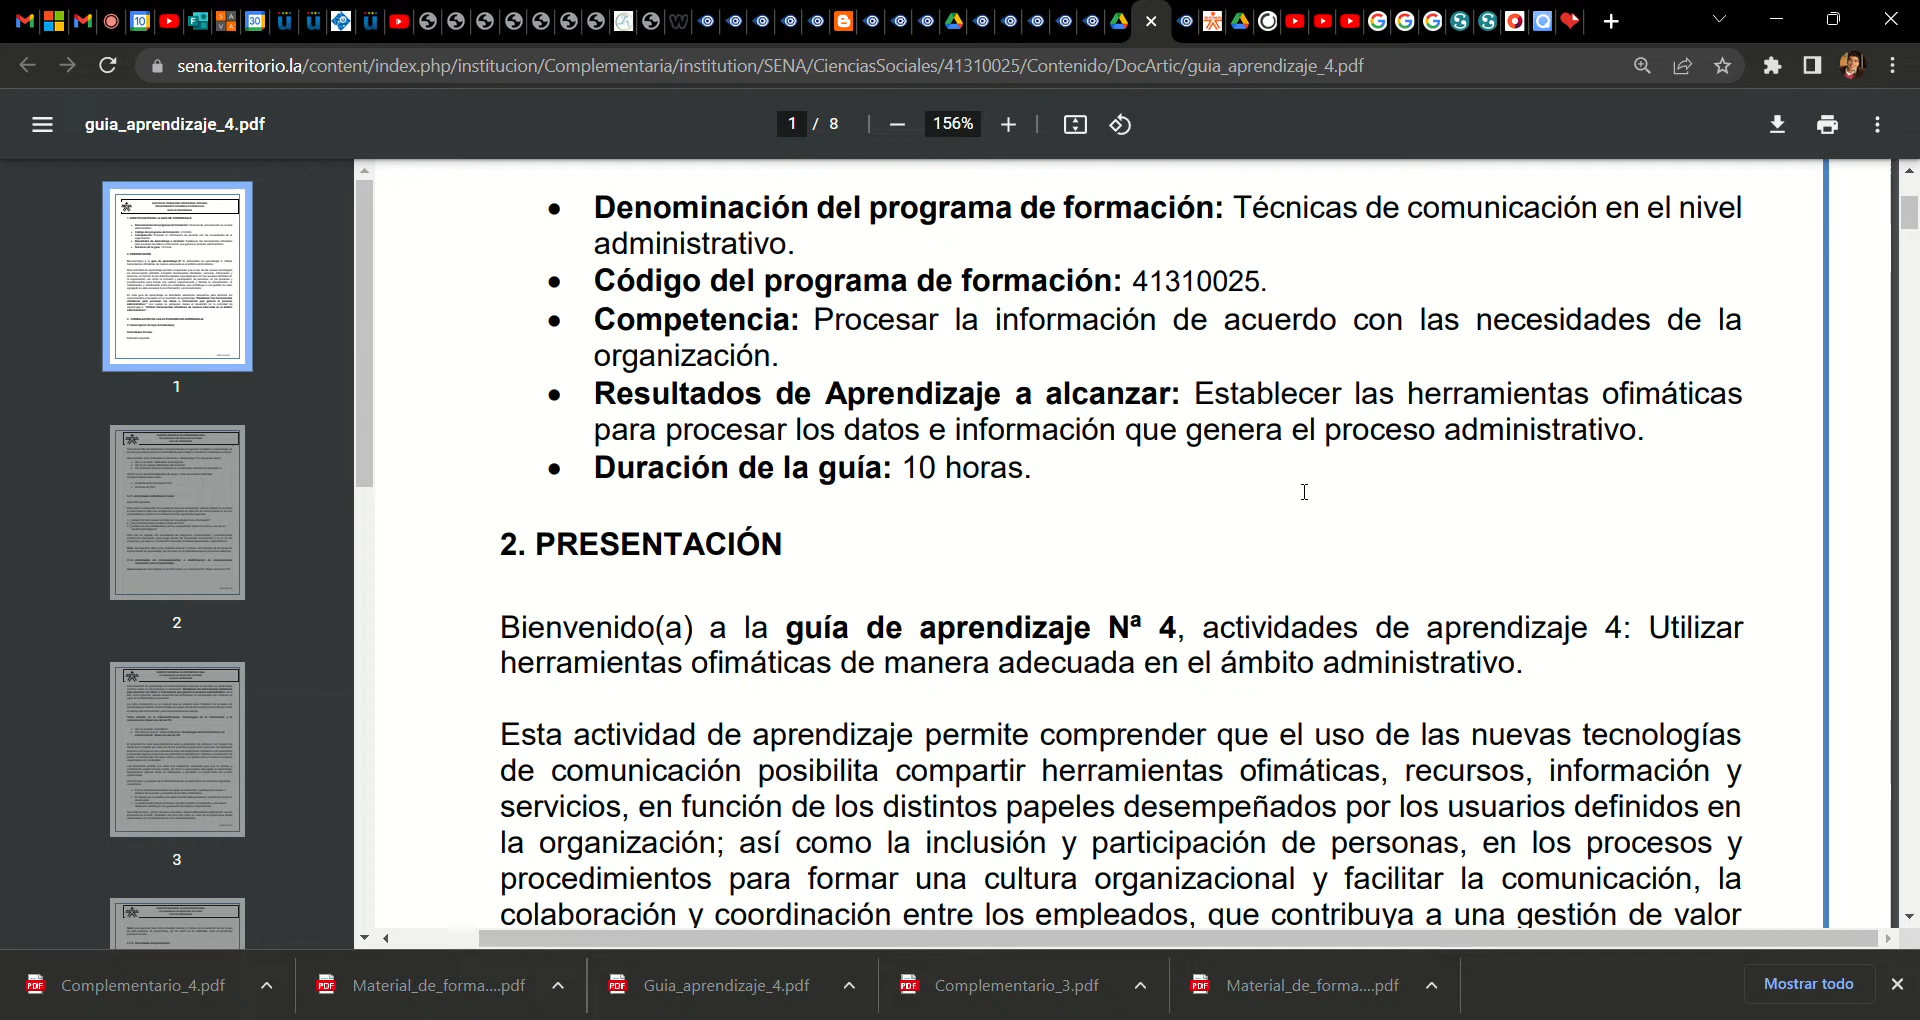 sena.territorio.la/content/index.php/institucion/Complementaria/institution/SENA/CienciasSociales/41310025/Contenido/DocArtic/guia_aprendizaje_4.pdf
guia_aprendizaje_4.pdf
1 / 8
156%
• Denominación del programa de formación: Técnicas de comunicación en el nivel
administrativo.
• Código del programa de formación: 41310025.
• Competencia: Procesar la información de acuerdo con las necesidades de la
organización.
• Resultados de Aprendizaje a alcanzar: Establecer las herramientas ofimáticas
para procesar los datos e información que genera el proceso administrativo.
• Duración de la guía: 10 horas.
2. PRESENTACIÓN
Bienvenido(a) a la guía de aprendizaje Nª 4, actividades de aprendizaje 4: Utilizar
herramientas ofimáticas de manera adecuada en el ámbito administrativo.
Esta actividad de aprendizaje permite comprender que el uso de las nuevas tecnologías
de comunicación posibilita compartir herramientas ofimáticas, recursos, información y
servicios, en función de los distintos papeles desempeñados por los usuarios definidos en
la organización; así como la inclusión y participación de personas, en los procesos y
procedimientos para formar una cultura organizacional y facilitar la comunicación, la
colaboración y coordinación entre los empleados, que contribuya a una gestión de valor
1
2
3
Complementario_4.pdf
Material_de_forma....pdf
Guia_aprendizaje_4.pdf
Complementario_3.pdf
Material_de_forma....pdf
Mostrar todo